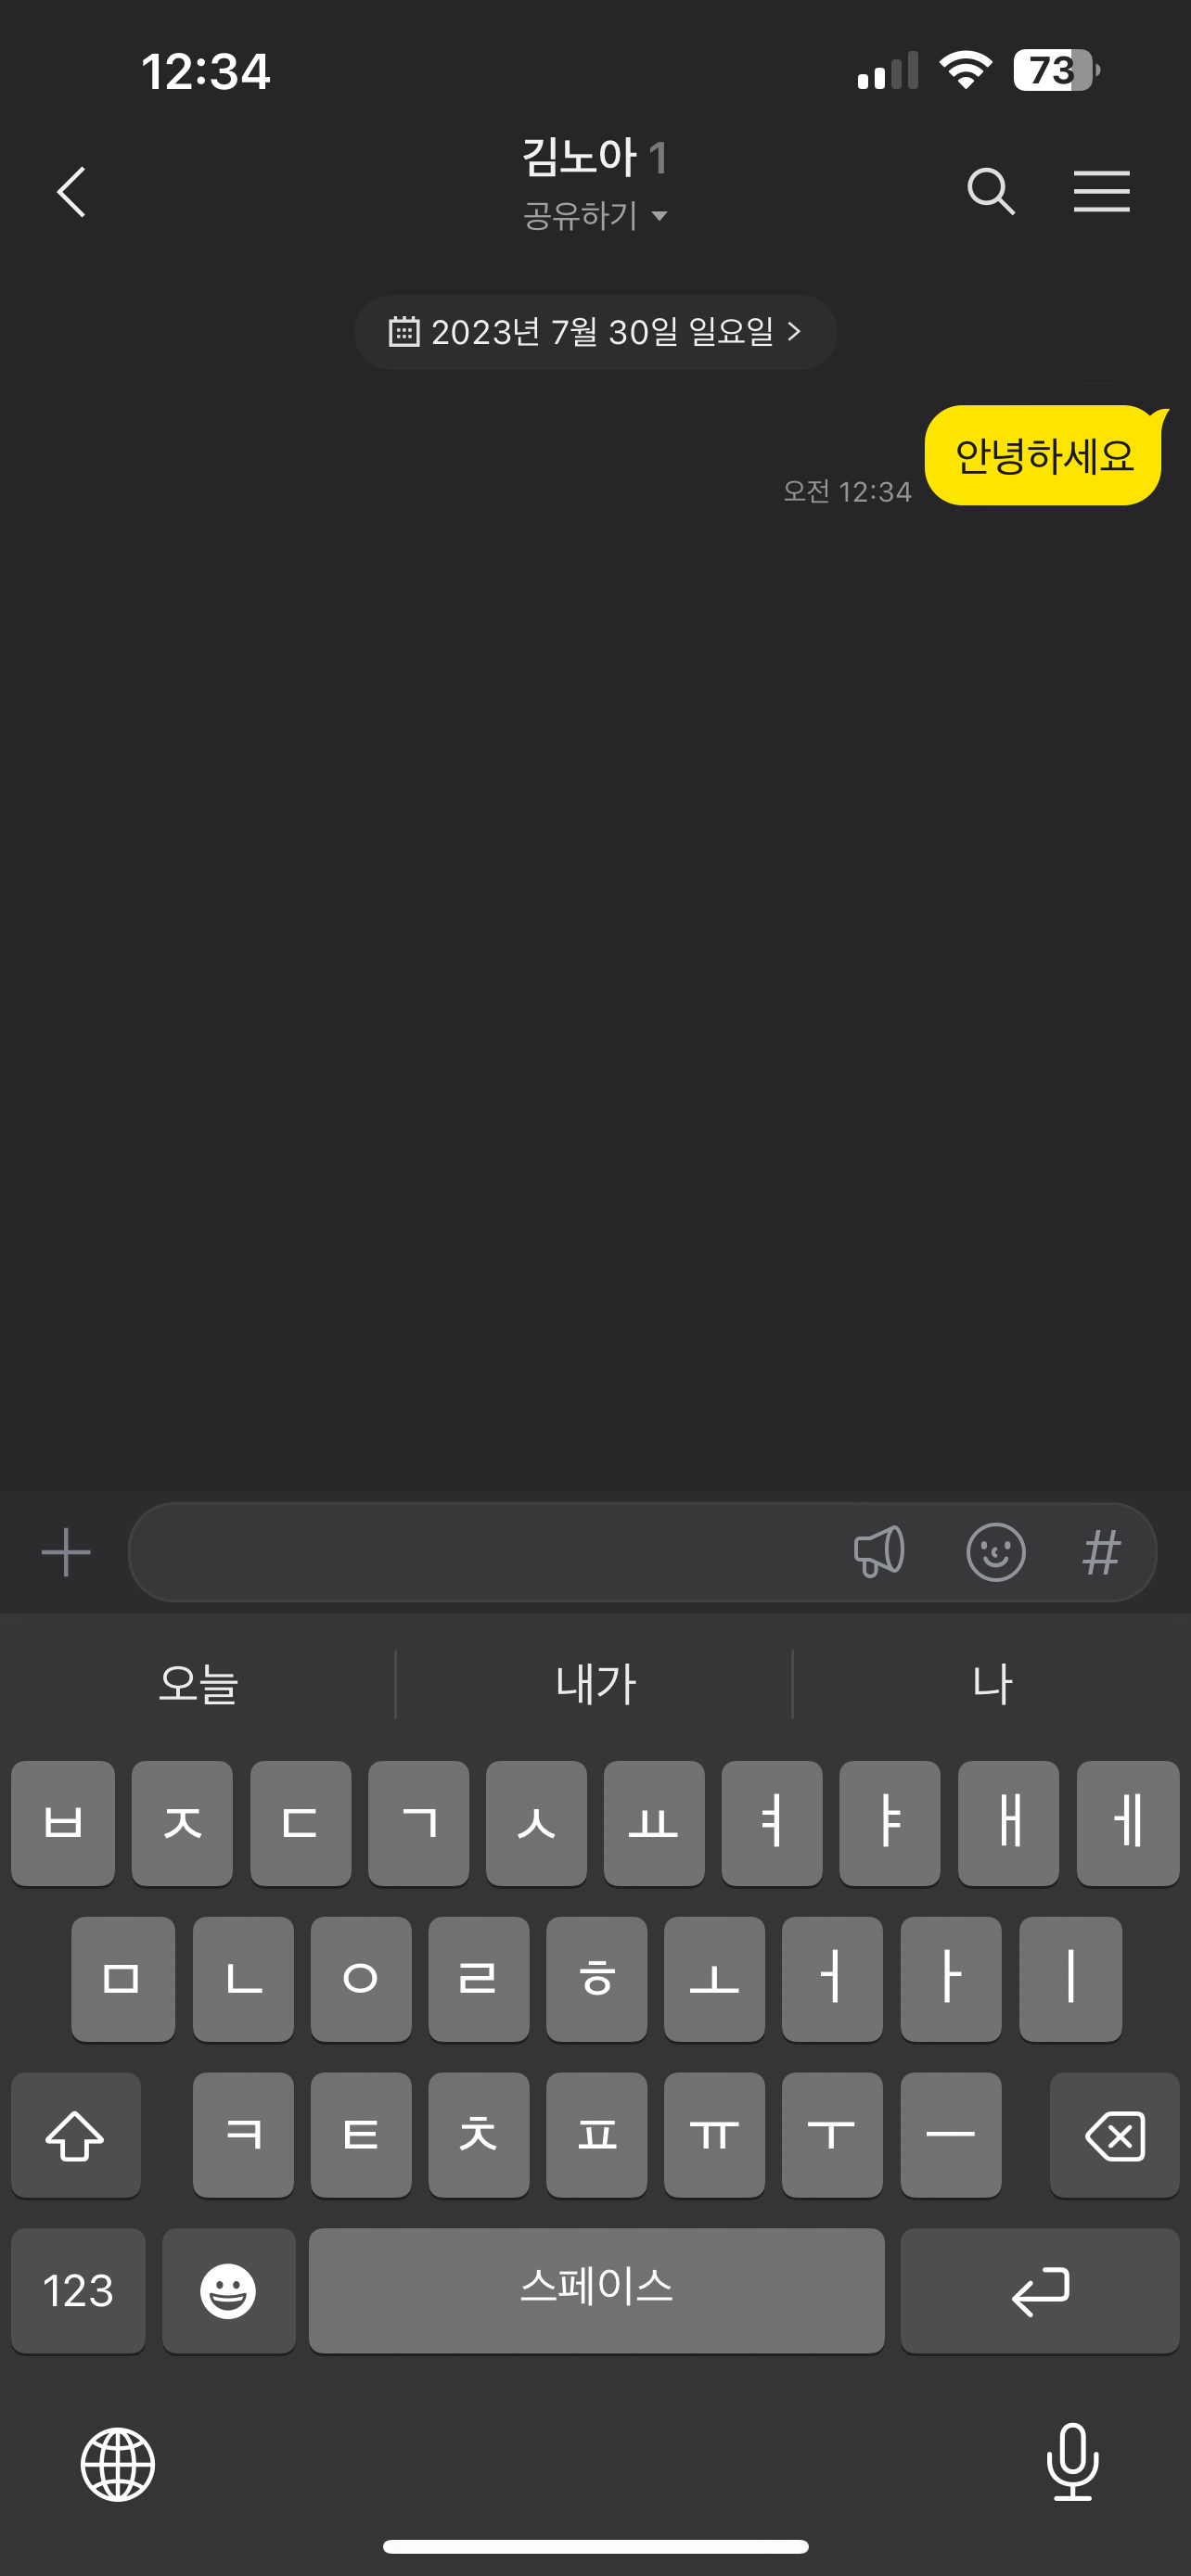 12:34
73
김노아 1
공유하기
2023년 7월 30일 일요일
안녕하세요
오전 12:34
#
오늘 내가 나
ㅂ ㅈ ㄷ ㄱ ㅅ ㅛ ㅕ ㅑ ㅐ ㅔ
ㅁ ㄴ ㅇ ㄹ ㅎ ㅗ ㅓ ㅏ ㅣ
ㅋ ㅌ ㅊ ㅍ ㅠ ㅜ ㅡ
123 스페이스